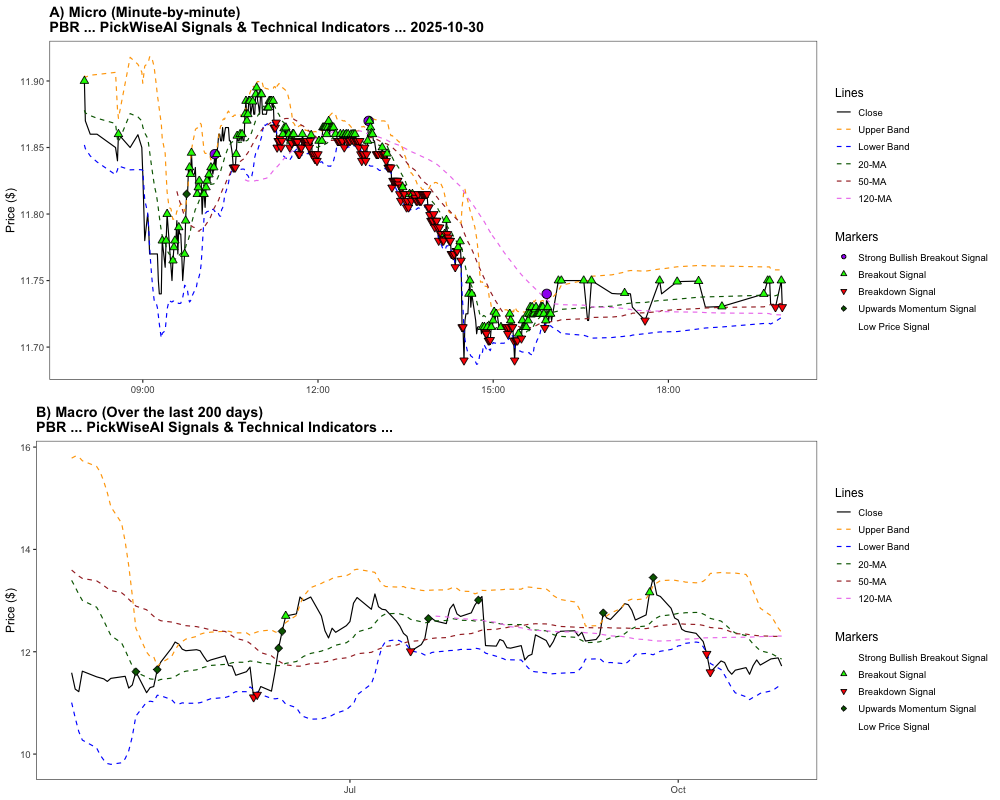 A) Micro (Minute-by-minute)
PBR ... PickWiseAI Signals & Technical Indicators ... 2025-10-30
Price ($)
11.90
11.85
11.80
11.75
11.70
09:00
12:00
15:00
18:00
Lines
Close
Upper Band
Lower Band
20-MA
50-MA
120-MA
Markers
Strong Bullish Breakout Signal
Breakout Signal
Breakdown Signal
Upwards Momentum Signal
Low Price Signal
B) Macro (Over the last 200 days)
PBR ... PickWiseAI Signals & Technical Indicators ...
Price ($)
16
14
12
10
Jul
Oct
Lines
Close
Upper Band
Lower Band
20-MA
50-MA
120-MA
Markers
Strong Bullish Breakout Signal
Breakout Signal
Breakdown Signal
Upwards Momentum Signal
Low Price Signal